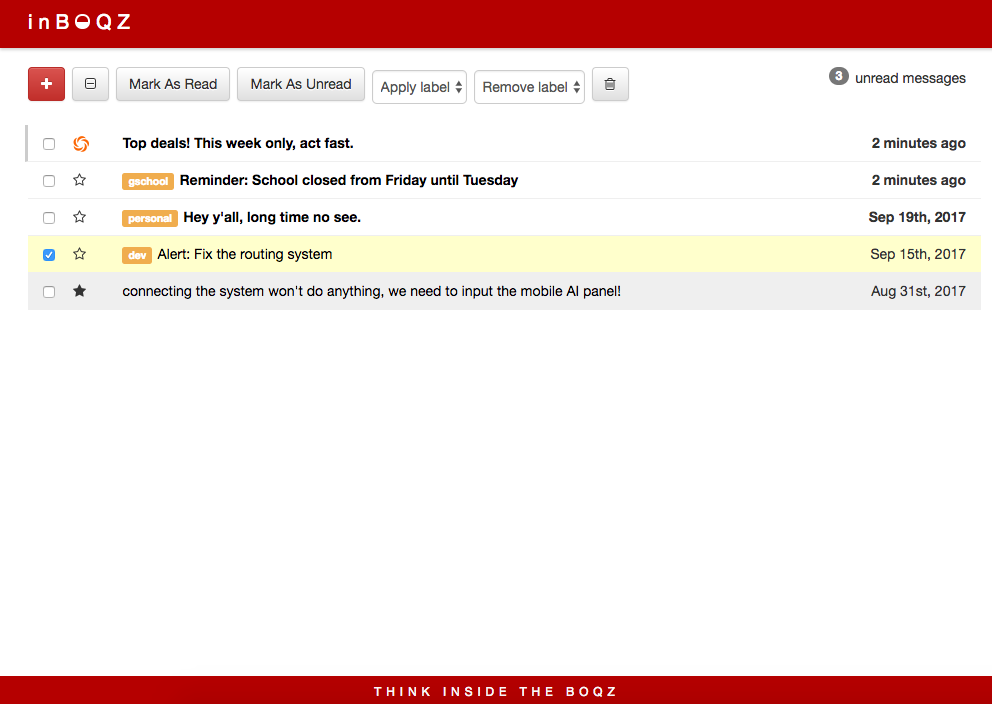 inBOQZ
+ Mark As Read Mark As Unread Apply label Remove label 3 unread messages
Top deals! This week only, act fast. 2 minutes ago
gschool Reminder: School closed from Friday until Tuesday 2 minutes ago
personal Hey y'all, long time no see. Sep 19th, 2017
dev Alert: Fix the routing system Sep 15th, 2017
connecting the system won't do anything, we need to input the mobile AI panel! Aug 31st, 2017
THINK INSIDE THE BOQZ